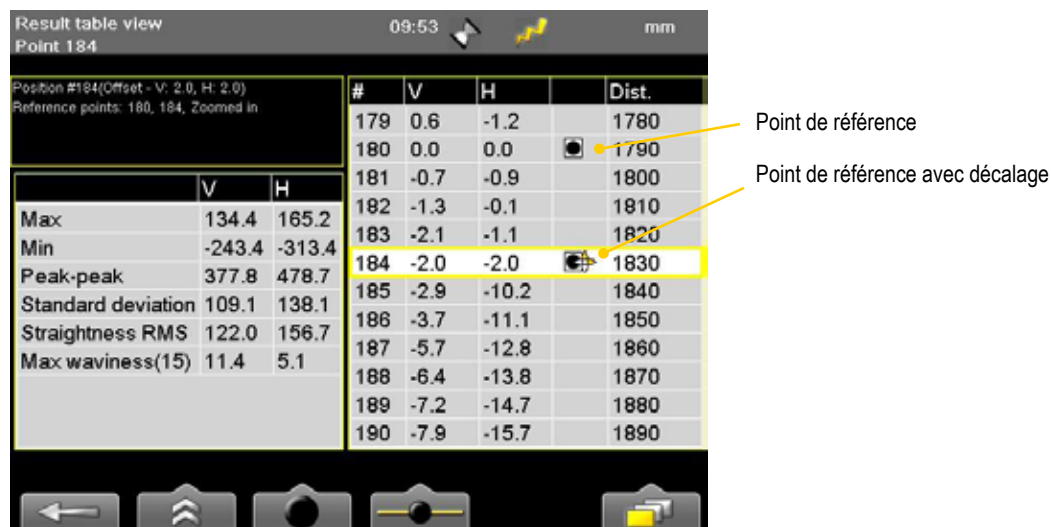 Result table view
Point 184
09:53
mm
Position #184(Offset - V: 2.0, H: 2.0)
Reference points: 180, 184, Zoomed in
V H
Max 134.4 165.2
Min -243.4 -313.4
Peak-peak 377.8 478.7
Standard deviation 109.1 138.1
Straightness RMS 122.0 156.7
Max waviness(15) 11.4 5.1
# V H Dist.
179 0.6 -1.2 1780
180 0.0 0.0 1790
181 -0.7 -0.9 1800
182 -1.3 -0.1 1810
183 -2.1 -1.1 1820
184 -2.0 -2.0 1830
185 -2.9 -10.2 1840
186 -3.7 -11.1 1850
187 -5.7 -12.8 1860
188 -6.4 -13.8 1870
189 -7.2 -14.7 1880
190 -7.9 -15.7 1890
Point de référence
Point de référence avec décalage